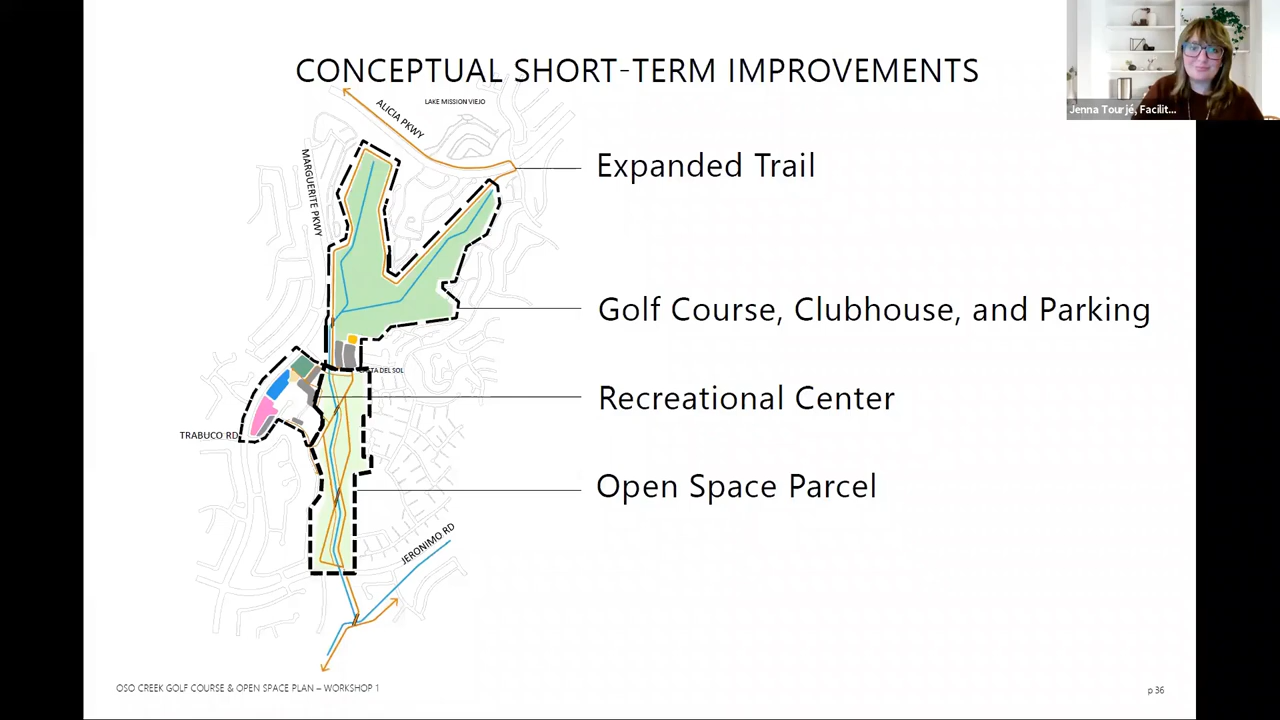 CONCEPTUAL SHORT-TERM IMPROVEMENTS
Jenna Tourjé, Facilit...
LAKE MISSION VIEJO
ALICIA PKWY
MARGUERITE PKWY
Expanded Trail
Golf Course, Clubhouse, and Parking
DEL SOL
Recreational Center
TRABUCO RD
Open Space Parcel
JERONIMO RD
OSO CREEK GOLF COURSE & OPEN SPACE PLAN – WORKSHOP 1
p 36